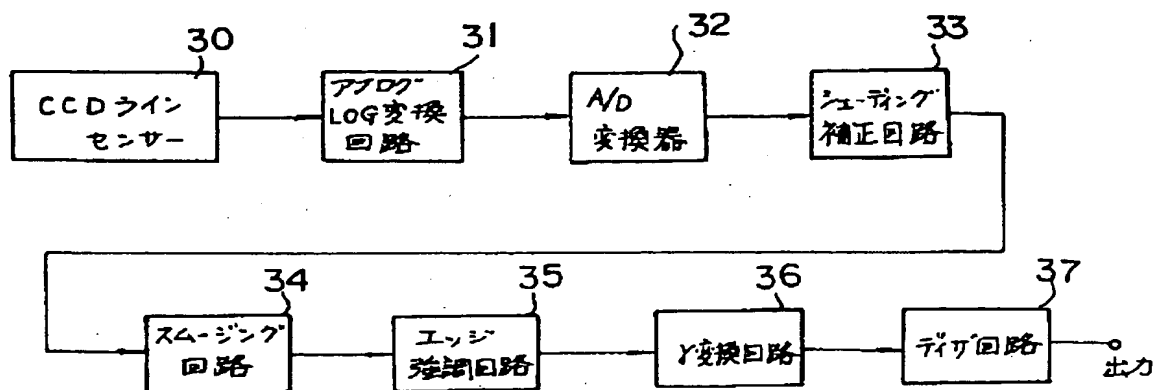 30
CCDライン
センサー
31
アナログ
LOG変換
回路
32
A/D
変換器
33
シェーディング
補正回路
34
スムージング
回路
35
エッジ
強調回路
36
γ変換回路
37
ディザ回路
出力